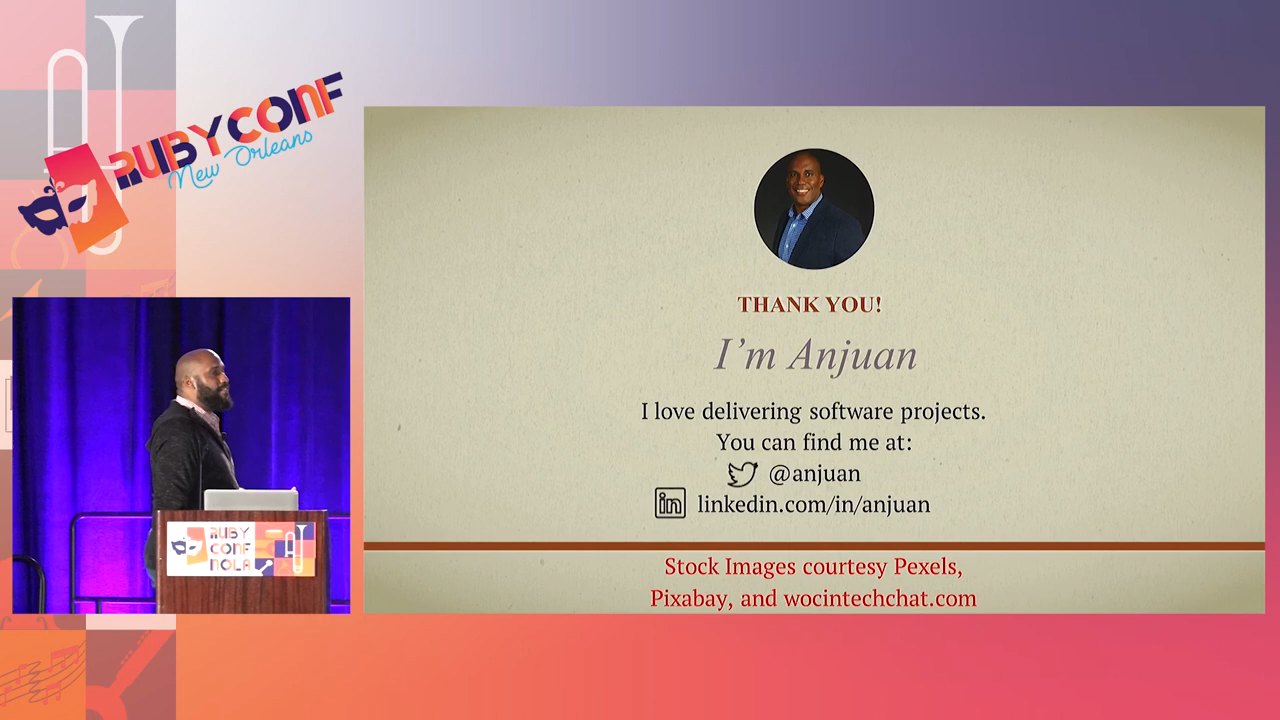 RUBYCONF
New Orleans
THANK YOU!
I'm Anjuan
I love delivering software projects.
You can find me at:
@anjuan
in linkedin.com/in/anjuan
Stock Images courtesy Pexels,
Pixabay, and wocintechchat.com
RUBY
CONF
NOLA